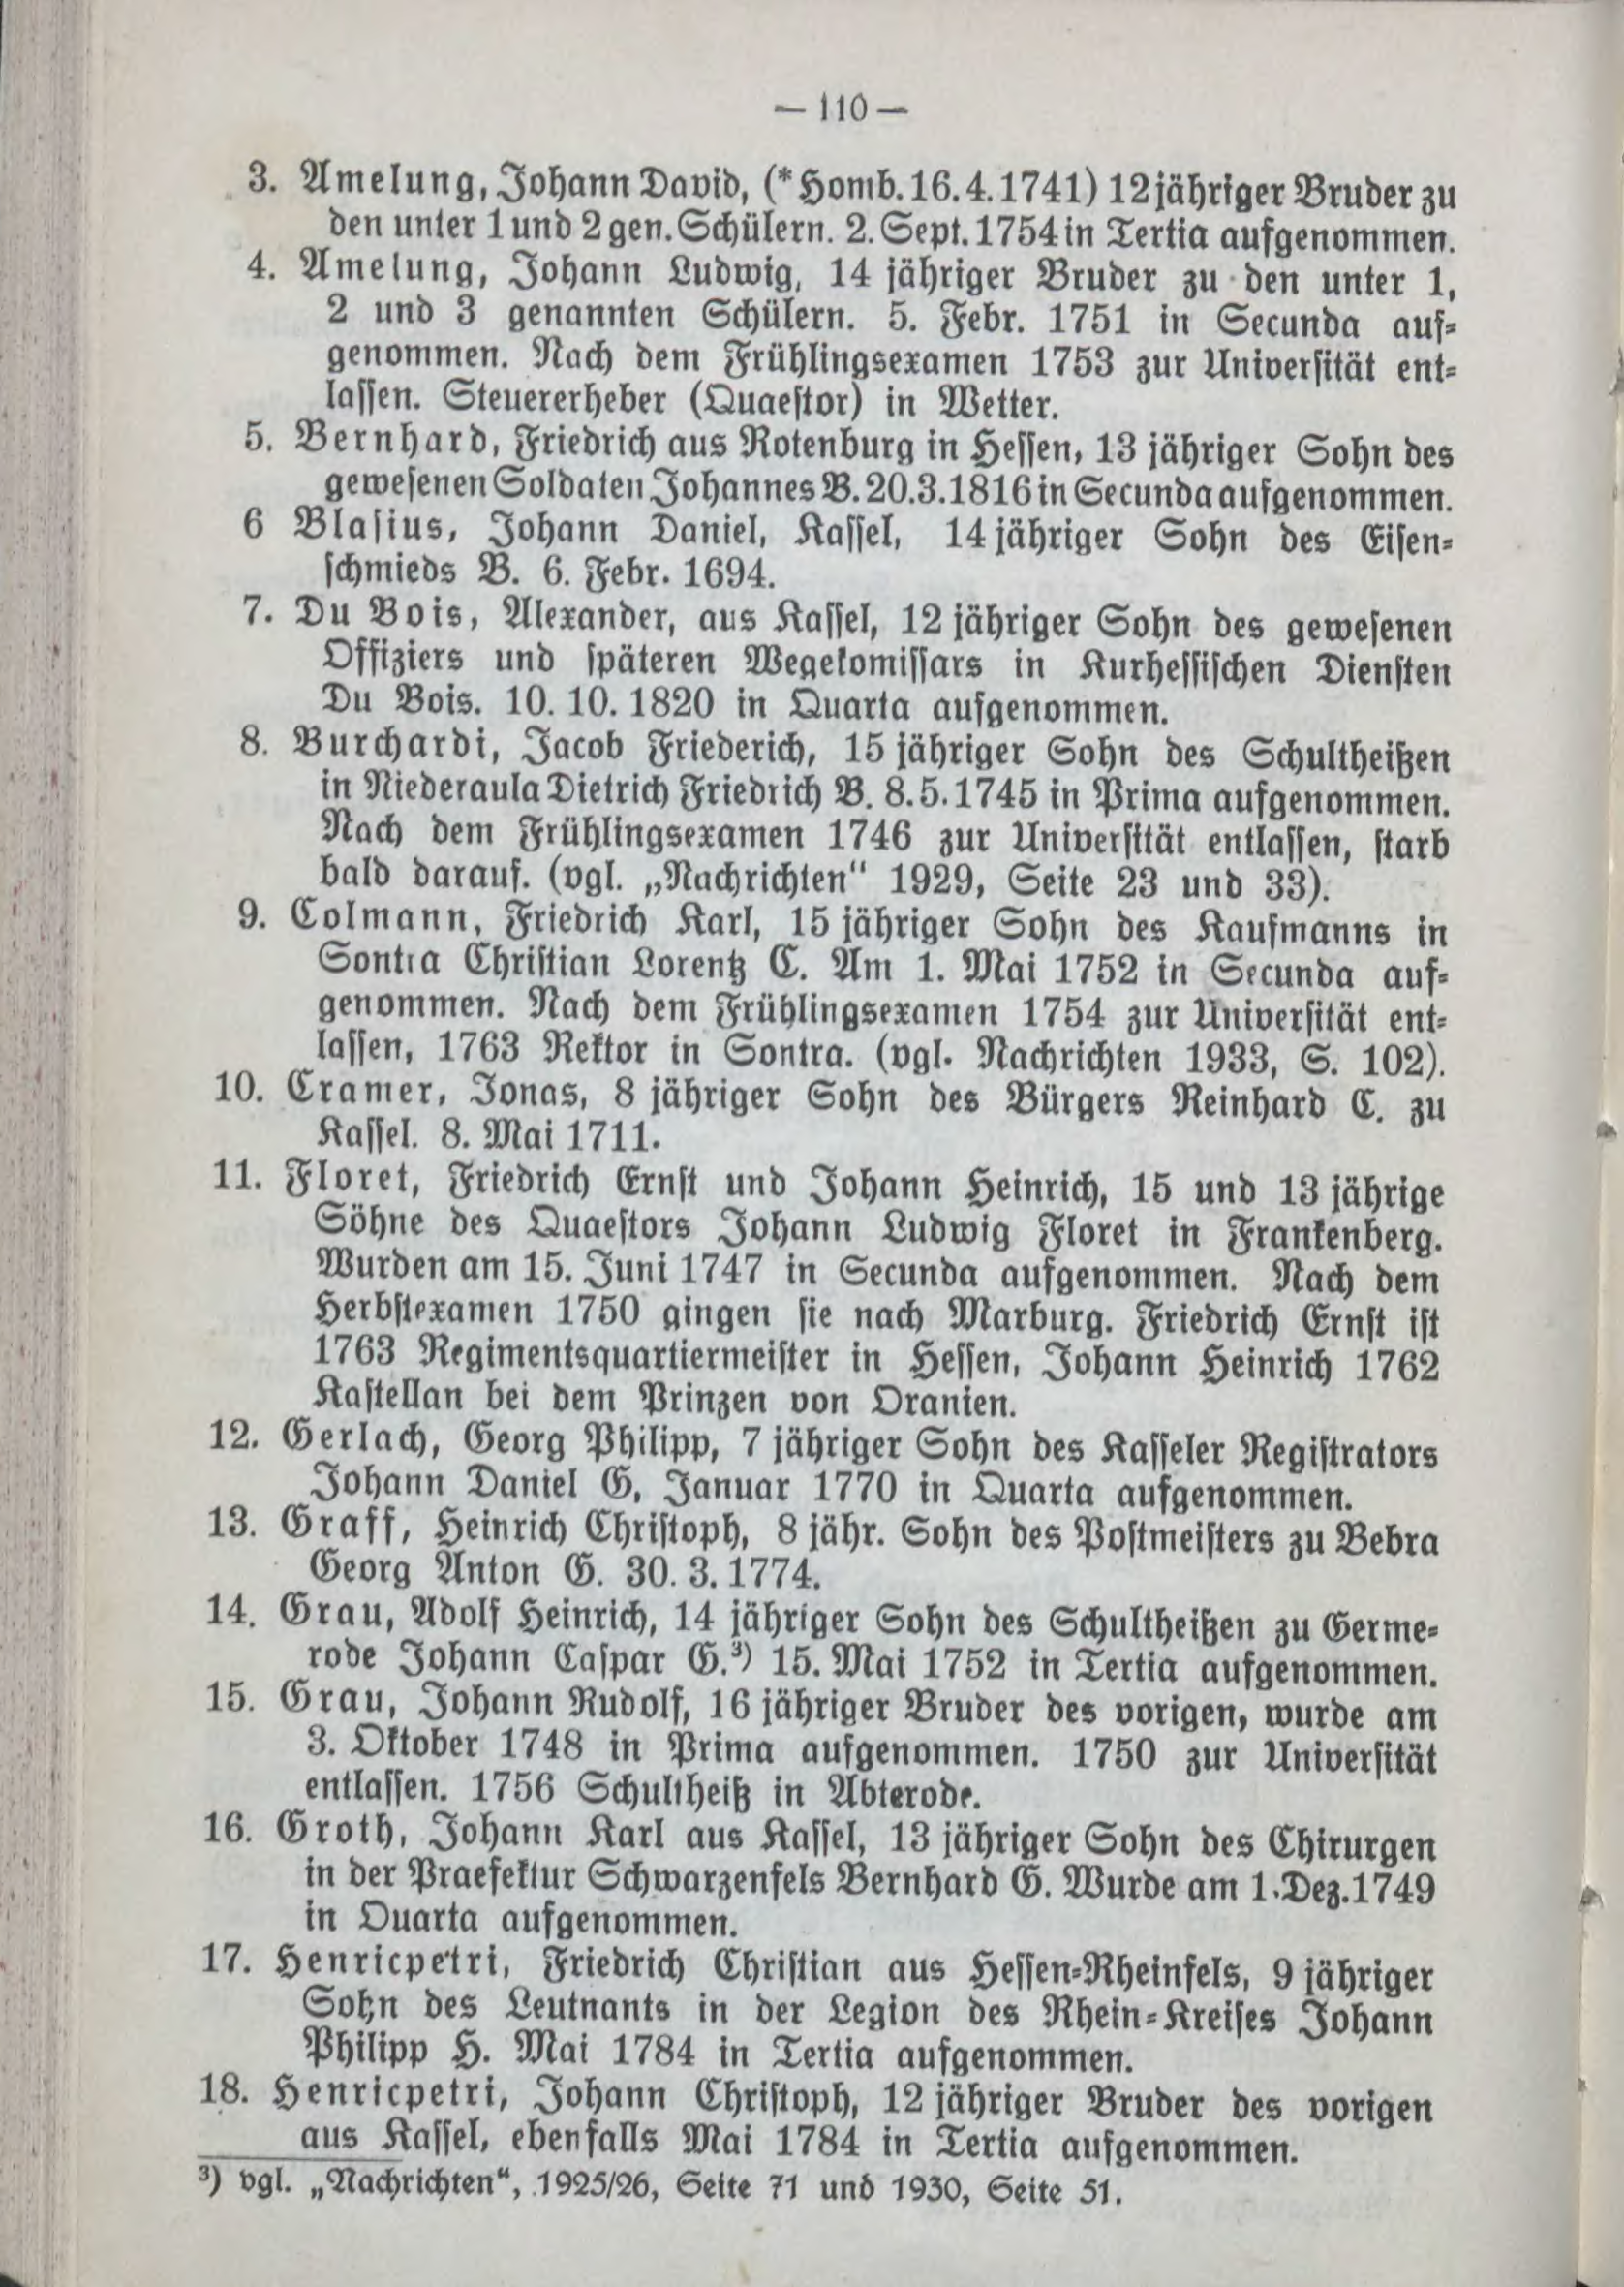 — 110 —
3. Amelung, Johann David, (* Homb. 16. 4. 1741) 12jähriger Bruder zu
den unter 1 und 2 gen. Schülern. 2. Sept. 1754 in Tertia aufgenommen.
4. Amelung, Johann Ludwig, 14 jähriger Bruder zu den unter 1,
2 und 3 genannten Schülern. 5. Febr. 1751 in Secunda auf-
genommen. Nach dem Frühlingsexamen 1753 zur Universität ent-
lassen. Steuererheber (Quaestor) in Wetter.
5. Bernhard, Friedrich aus Rotenburg in Hessen, 13 jähriger Sohn des
gewesenen Soldaten Johannes B. 20.3.1816 in Secunda aufgenommen.
6 Blasius, Johann Daniel, Kassel, 14 jähriger Sohn des Eisen-
schmieds B. 6. Febr. 1694.
7. Du Bois, Alexander, aus Kassel, 12 jähriger Sohn des gewesenen
Offiziers und späteren Wegekomissars in Kurhessischen Diensten
Du Bois. 10. 10. 1820 in Quarta aufgenommen.
8. Burchardi, Jacob Friederich, 15 jähriger Sohn des Schultheißen
in Niederaula Dietrich Friedrich B. 8. 5. 1745 in Prima aufgenommen.
Nach dem Frühlingsexamen 1746 zur Universität entlassen, starb
bald darauf. (vgl. „Nachrichten“ 1929, Seite 23 und 33).
9. Colmann, Friedrich Karl, 15 jähriger Sohn des Kaufmanns in
Sontra Christian Lorentz C. Am 1. Mai 1752 in Secunda auf-
genommen. Nach dem Frühlingsexamen 1754 zur Universität ent-
lassen, 1763 Rektor in Sontra. (vgl. Nachrichten 1933, S. 102).
10. Cramer, Jonas, 8 jähriger Sohn des Bürgers Reinhard C. zu
Kassel. 8. Mai 1711.
11. Floret, Friedrich Ernst und Johann Heinrich, 15 und 13 jährige
Söhne des Quaestors Johann Ludwig Floret in Frankenberg.
Wurden am 15. Juni 1747 in Secunda aufgenommen. Nach dem
Herbstexamen 1750 gingen sie nach Marburg. Friedrich Ernst ist
1763 Regimentsquartiermeister in Hessen, Johann Heinrich 1762
Kastellan bei dem Prinzen von Oranien.
12. Gerlach, Georg Philipp, 7 jähriger Sohn des Kasseler Registrators
Johann Daniel G, Januar 1770 in Quarta aufgenommen.
13. Graff, Heinrich Christoph, 8 jähr. Sohn des Postmeisters zu Bebra
Georg Anton G. 30. 3. 1774.
14. Grau, Adolf Heinrich, 14 jähriger Sohn des Schultheißen zu Germe-
rode Johann Caspar G.³) 15. Mai 1752 in Tertia aufgenommen.
15. Grau, Johann Rudolf, 16 jähriger Bruder des vorigen, wurde am
3. Oktober 1748 in Prima aufgenommen. 1750 zur Universität
entlassen. 1756 Schultheiß in Abterode.
16. Groth, Johann Karl aus Kassel, 13 jähriger Sohn des Chirurgen
in der Praefektur Schwarzenfels Bernhard G. Wurde am 1. Dez. 1749
in Quarta aufgenommen.
17. Henricpetri, Friedrich Christian aus Hessen-Rheinfels, 9 jähriger
Sohn des Leutnants in der Legion des Rhein-Kreises Johann
Philipp H. Mai 1784 in Tertia aufgenommen.
18. Henricpetri, Johann Christoph, 12 jähriger Bruder des vorigen
aus Kassel, ebenfalls Mai 1784 in Tertia aufgenommen.
³) vgl. „Nachrichten“, 1925/26, Seite 71 und 1930, Seite 51.